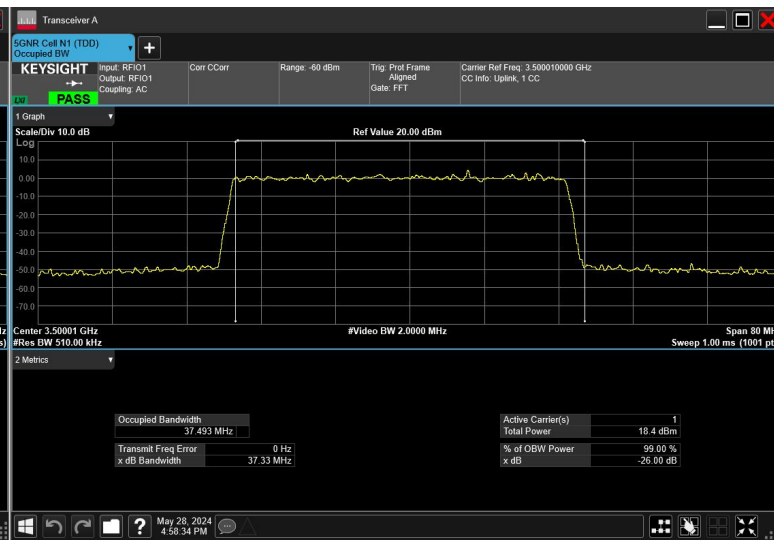 Transceiver A
5GNR Cell N1 (TDD)
Occupied BW
KEYSIGHT
LXI
PASS
Input: RFIO1
Output: RFIO1
Coupling: AC
Corr CCorr
Range: -60 dBm
Trig: Prot Frame
Aligned
Gate: FFT
Carrier Ref Freq: 3.500010000 GHz
CC Info: Uplink, 1 CC
1 Graph
Scale/Div 10.0 dB
Ref Value 20.00 dBm
Log
10.0
0.00
-10.0
-20.0
-30.0
-40.0
-50.0
-60.0
-70.0
Center 3.50001 GHz
#Video BW 2.0000 MHz
Span 80 MH
#Res BW 510.00 kHz
Sweep 1.00 ms (1001 pt
2 Metrics
Occupied Bandwidth
37.493 MHz
Transmit Freq Error 0 Hz
x dB Bandwidth 37.33 MHz
Active Carrier(s) 1
Total Power 18.4 dBm
% of OBW Power 99.00 %
x dB -26.00 dB
May 28, 2024
4:58:34 PM